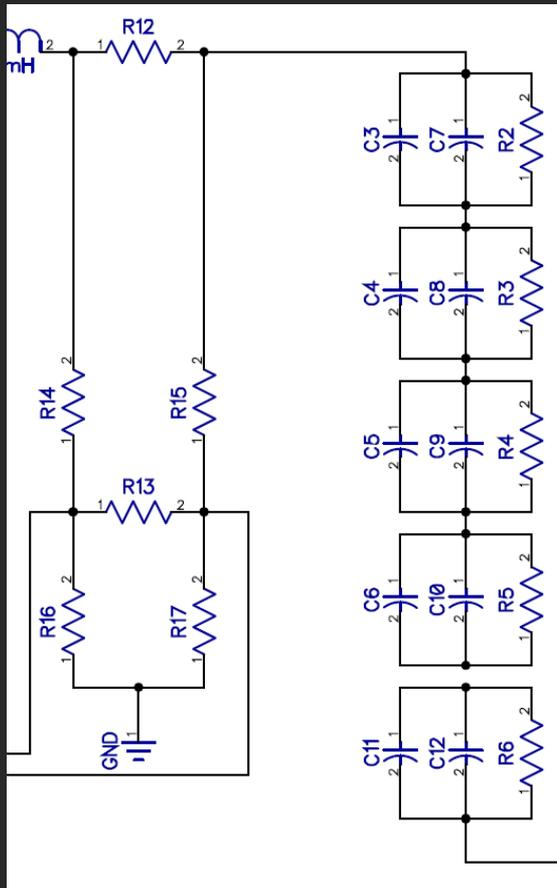 2
mH
1 R12 2
1 C3 2
1 C7 2
2 R2 1
1 C4 2
1 C8 2
2 R3 1
2 R14 1
2 R15 1
1 C5 2
1 C9 2
2 R4 1
1 R13 2
2 R16 1
2 R17 1
1 C6 2
1 C10 2
2 R5 1
GND 1
1 C11 2
1 C12 2
2 R6 1